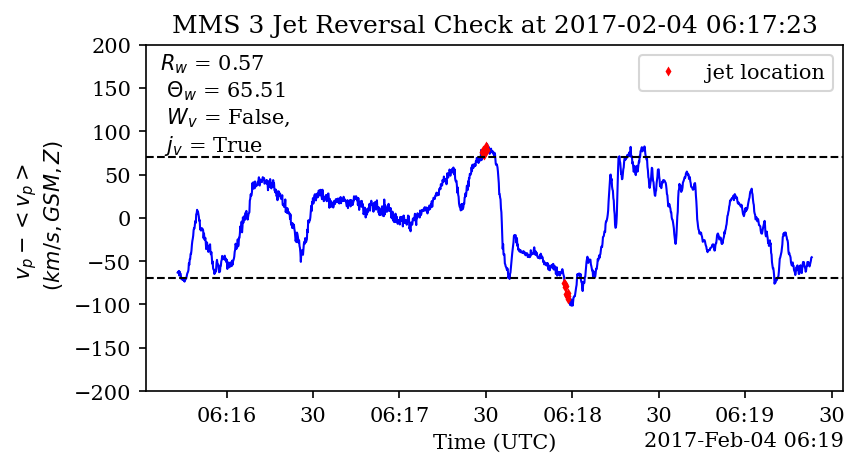 MMS 3 Jet Reversal Check at 2017-02-04 06:17:23
200
150
100
50
0
−50
−100
−150
−200
v_p − < v_p >
(km/s, GSM, Z)
R_w = 0.57
Θ_w = 65.51
W_v = False,
j_v = True
jet location
06:16
30
06:17
30
06:18
30
06:19
30
Time (UTC)
2017-Feb-04 06:19